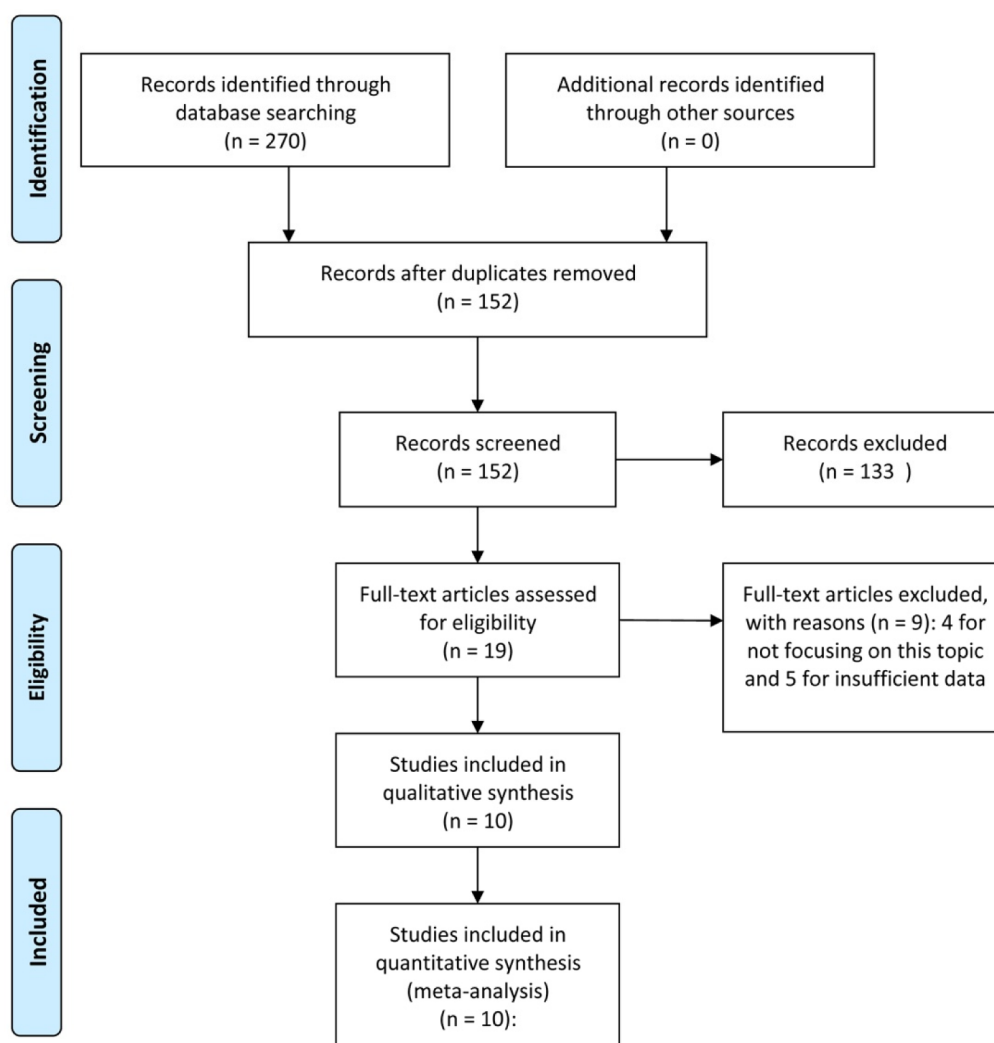 Identification
Records identified through
database searching
(n = 270)
Additional records identified
through other sources
(n = 0)
Records after duplicates removed
(n = 152)
Screening
Records screened
(n = 152)
Records excluded
(n = 133  )
Eligibility
Full-text articles assessed
for eligibility
(n = 19)
Full-text articles excluded,
with reasons (n = 9): 4 for
not focusing on this topic
and 5 for insufficient data
Studies included in
qualitative synthesis
(n = 10)
Included
Studies included in
quantitative synthesis
(meta-analysis)
(n = 10):